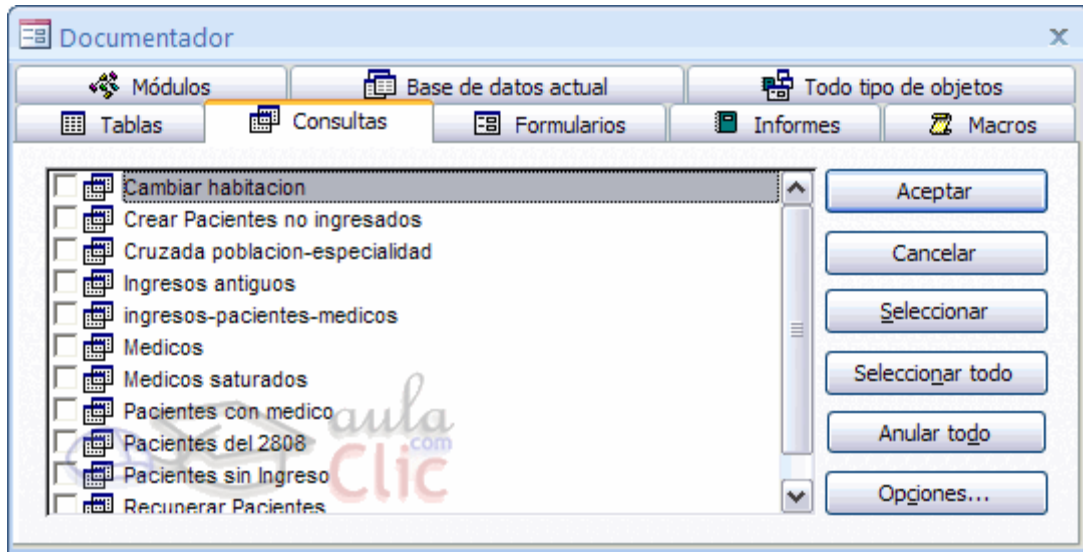 Documentador
Módulos Base de datos actual Todo tipo de objetos
Tablas Consultas Formularios Informes Macros
Cambiar habitacion
Crear Pacientes no ingresados
Cruzada poblacion-especialidad
Ingresos antiguos
ingresos-pacientes-medicos
Medicos
Medicos saturados
Pacientes con medico
Pacientes del 2808
Pacientes sin Ingreso
Recuperar Pacientes
Aceptar
Cancelar
Seleccionar
Seleccionar todo
Anular todo
Opciones...
aula
.com
Clic